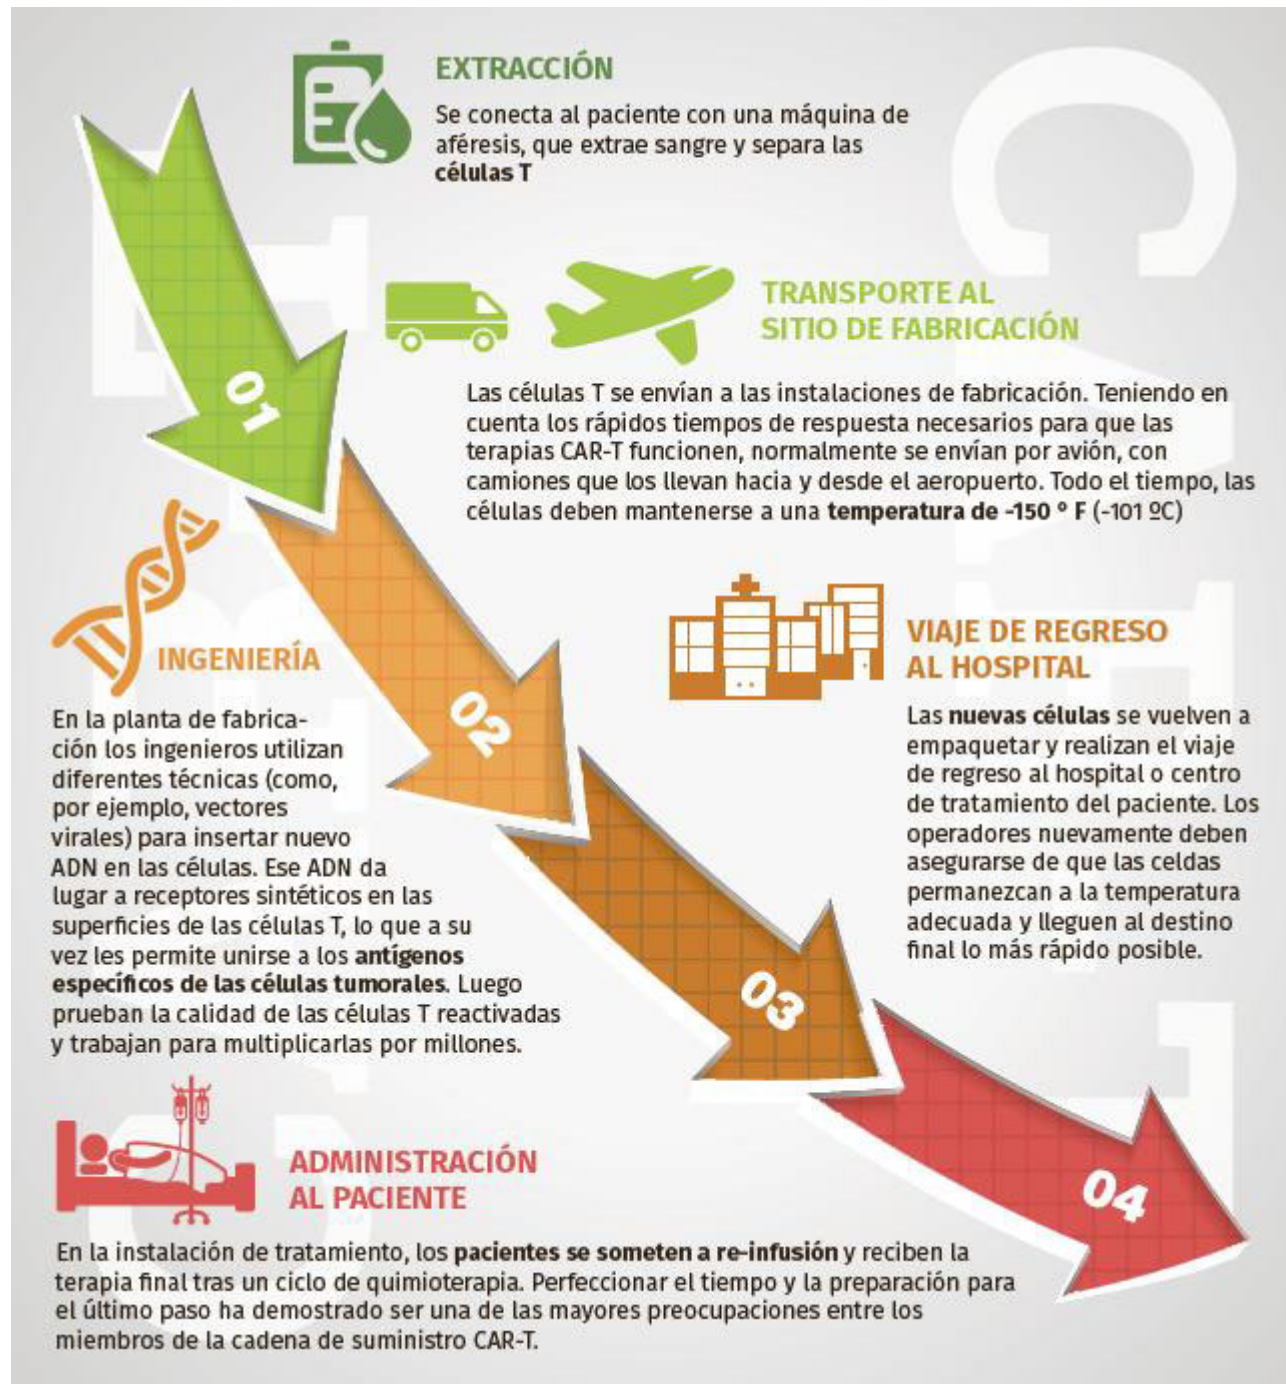 EXTRACCIÓN
Se conecta al paciente con una máquina de
aféresis, que extrae sangre y separa las
células T
01
TRANSPORTE AL
SITIO DE FABRICACIÓN
Las células T se envían a las instalaciones de fabricación. Teniendo en
cuenta los rápidos tiempos de respuesta necesarios para que las
terapias CAR-T funcionen, normalmente se envían por avión, con
camiones que los llevan hacia y desde el aeropuerto. Todo el tiempo, las
células deben mantenerse a una temperatura de -150 º F (-101 ºC)
INGENIERÍA
En la planta de fabrica-
ción los ingenieros utilizan
diferentes técnicas (como,
por ejemplo, vectores
virales) para insertar nuevo
ADN en las células. Ese ADN da
lugar a receptores sintéticos en las
superficies de las células T, lo que a su
vez les permite unirse a los antígenos
específicos de las células tumorales. Luego
prueban la calidad de las células T reactivadas
y trabajan para multiplicarlas por millones.
02
VIAJE DE REGRESO
AL HOSPITAL
Las nuevas células se vuelven a
empaquetar y realizan el viaje
de regreso al hospital o centro
de tratamiento del paciente. Los
operadores nuevamente deben
asegurarse de que las celdas
permanezcan a la temperatura
adecuada y lleguen al destino
final lo más rápido posible.
03
04
ADMINISTRACIÓN
AL PACIENTE
En la instalación de tratamiento, los pacientes se someten a re-infusión y reciben la
terapia final tras un ciclo de quimioterapia. Perfeccionar el tiempo y la preparación para
el último paso ha demostrado ser una de las mayores preocupaciones entre los
miembros de la cadena de suministro CAR-T.